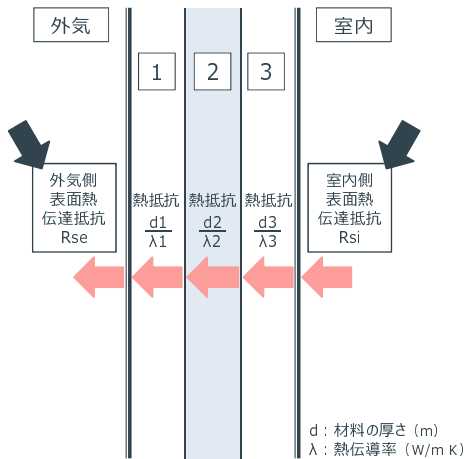 外気
室内
1
2
3
外気側
表面熱
伝達抵抗
Rse
熱抵抗
d1
λ1
熱抵抗
d2
λ2
熱抵抗
d3
λ3
室内側
表面熱
伝達抵抗
Rsi
d：材料の厚さ（m）
λ：熱伝導率（W/m K）